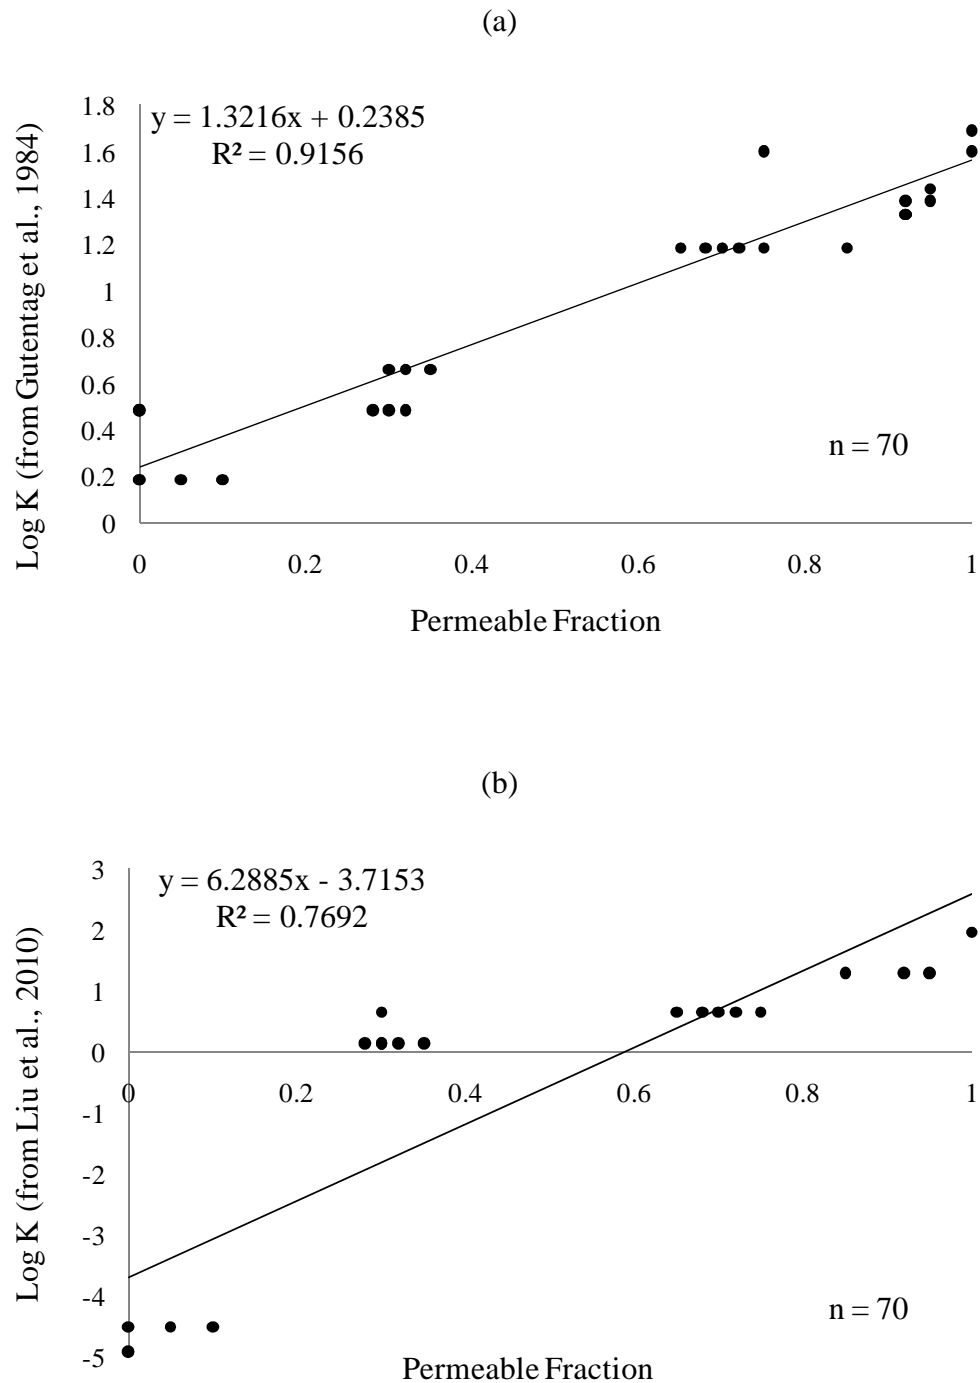 (a)
y = 1.3216x + 0.2385
R² = 0.9156
Log K (from Gutentag et al., 1984)
1.8
1.6
1.4
1.2
1
0.8
0.6
0.4
0.2
0
n = 70
0 0.2 0.4 0.6 0.8 1
Permeable Fraction
(b)
y = 6.2885x - 3.7153
R² = 0.7692
Log K (from Liu et al., 2010)
3
2
1
0
-1
-2
-3
-4
-5
0 0.2 0.4 0.6 0.8 1
n = 70
Permeable Fraction